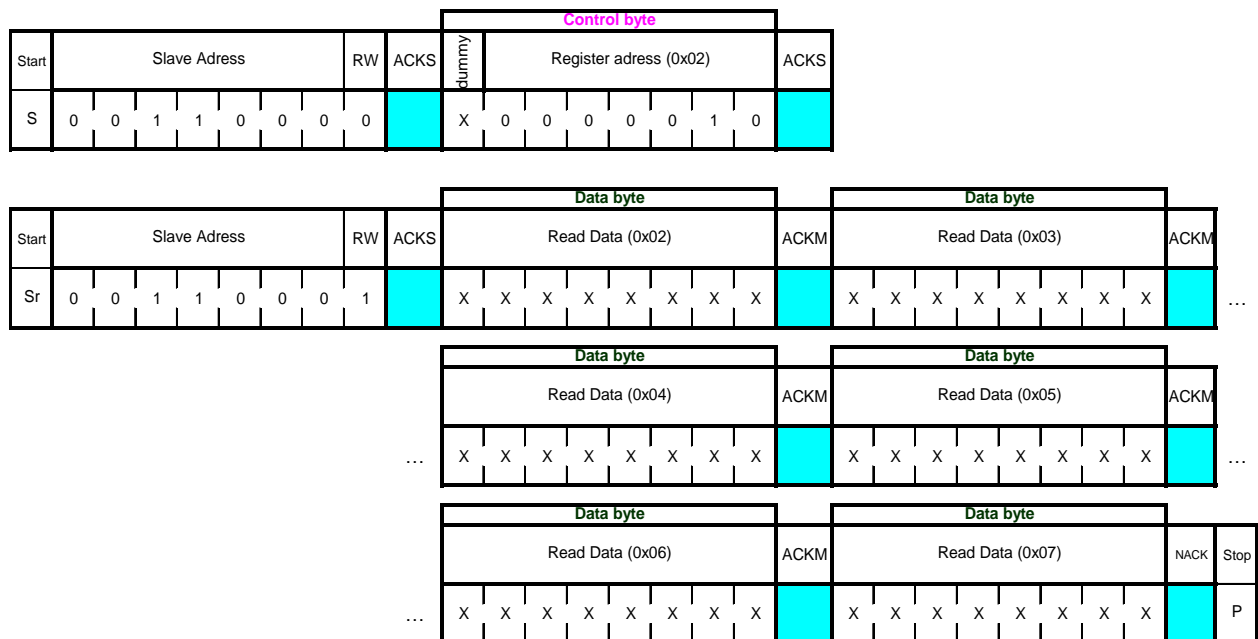 Control byte
Start Slave Adress RW ACKS dummy Register adress (0x02) ACKS
S 0 0 1 1 0 0 0 0 X 0 0 0 0 0 1 0
Data byte Data byte
Start Slave Adress RW ACKS Read Data (0x02) ACKM Read Data (0x03) ACKM
Sr 0 0 1 1 0 0 0 1 X X X X X X X X X X X X X X X X …
Data byte Data byte
Read Data (0x04) ACKM Read Data (0x05) ACKM
… X X X X X X X X X X X X X X X X …
Data byte Data byte
Read Data (0x06) ACKM Read Data (0x07) NACK Stop
… X X X X X X X X X X X X X X X X P